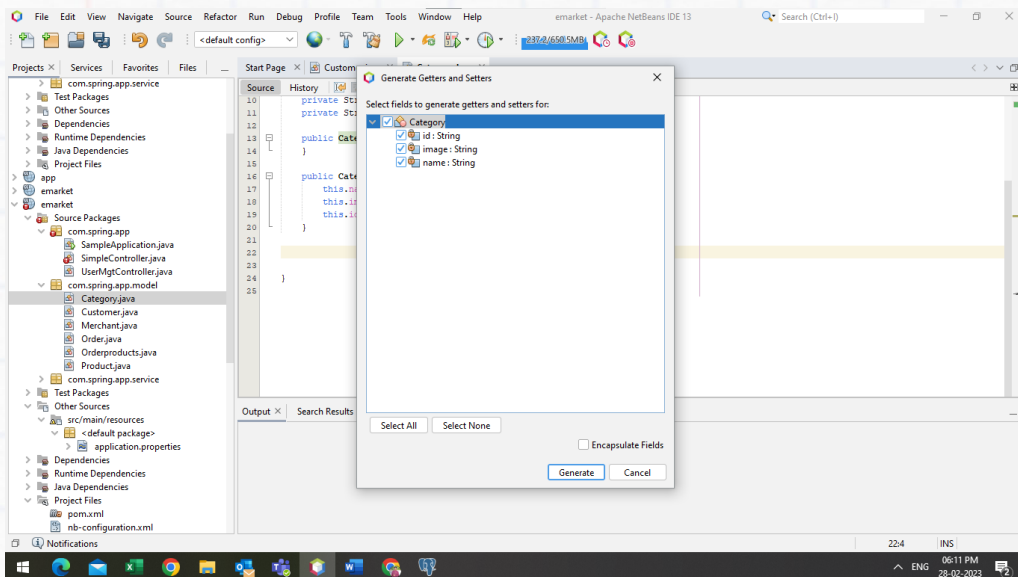 File Edit View Navigate Source Refactor Run Debug Profile Team Tools Window Help
emarket - Apache NetBeans IDE 13
Search (Ctrl+I)
<default config>
237.2/650.5MB
Projects
Services
Favorites
Files
Start Page
com.spring.app.service
Test Packages
Other Sources
Dependencies
Runtime Dependencies
Java Dependencies
Project Files
app
emarket
emarket
Source Packages
com.spring.app
SampleApplication.java
SimpleController.java
UserMgtController.java
com.spring.app.model
Category.java
Customer.java
Merchant.java
Order.java
Orderproducts.java
Product.java
com.spring.app.service
Test Packages
Other Sources
src/main/resources
<default package>
application.properties
Dependencies
Runtime Dependencies
Java Dependencies
Project Files
pom.xml
nb-configuration.xml
Source History
10 private
11 private
12
13 public
14 }
15
16 public
17 this.
18 this.
19 this.
20 }
21
22
23
24 }
25
Generate Getters and Setters
Select fields to generate getters and setters for:
Category
id : String
image : String
name : String
Select All
Select None
Encapsulate Fields
Generate
Cancel
Output
Search Results
Notifications
22:4
INS
ENG
06:11 PM
28-02-2023
2